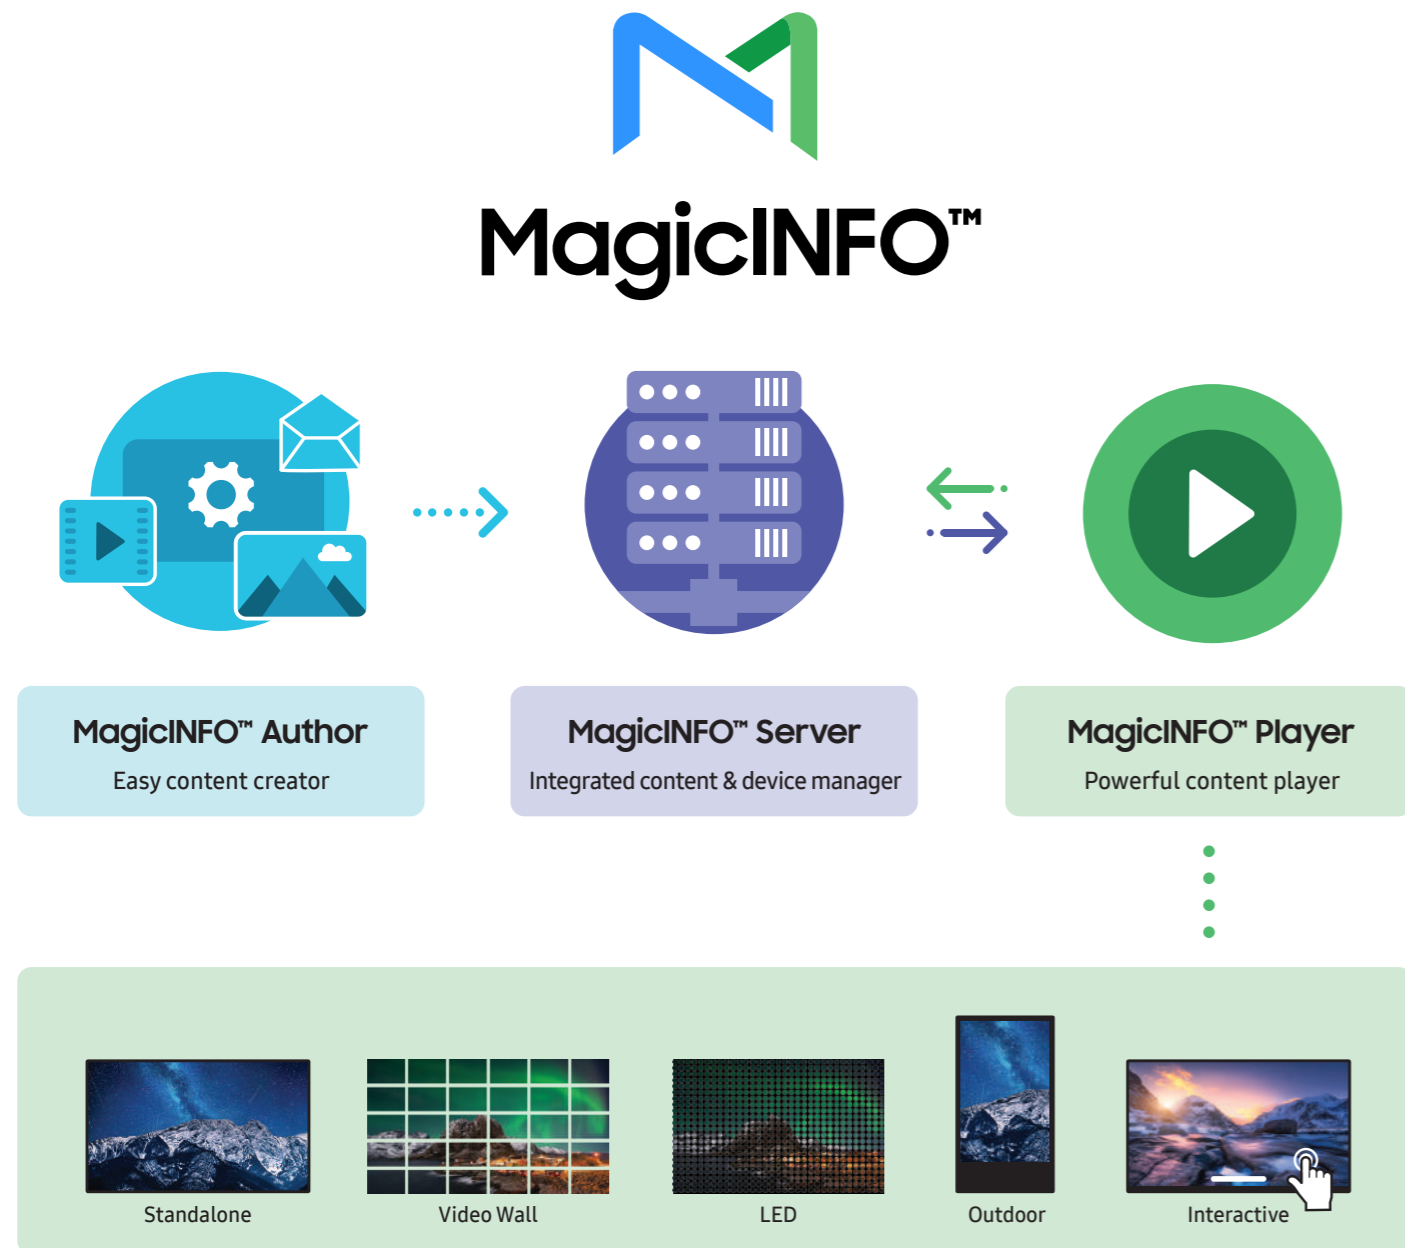 MagicINFO™
MagicINFO™ Author
Easy content creator
MagicINFO™ Server
Integrated content & device manager
MagicINFO™ Player
Powerful content player
Standalone
Video Wall
LED
Outdoor
Interactive